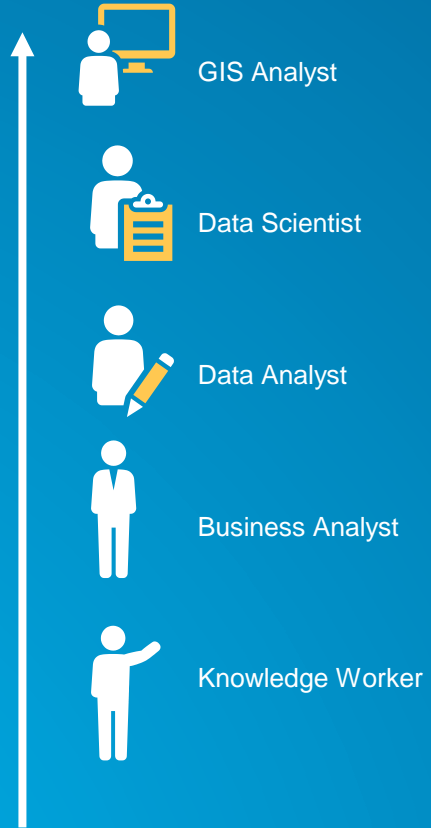 GIS Analyst
Data Scientist
Data Analyst
Business Analyst
Knowledge Worker